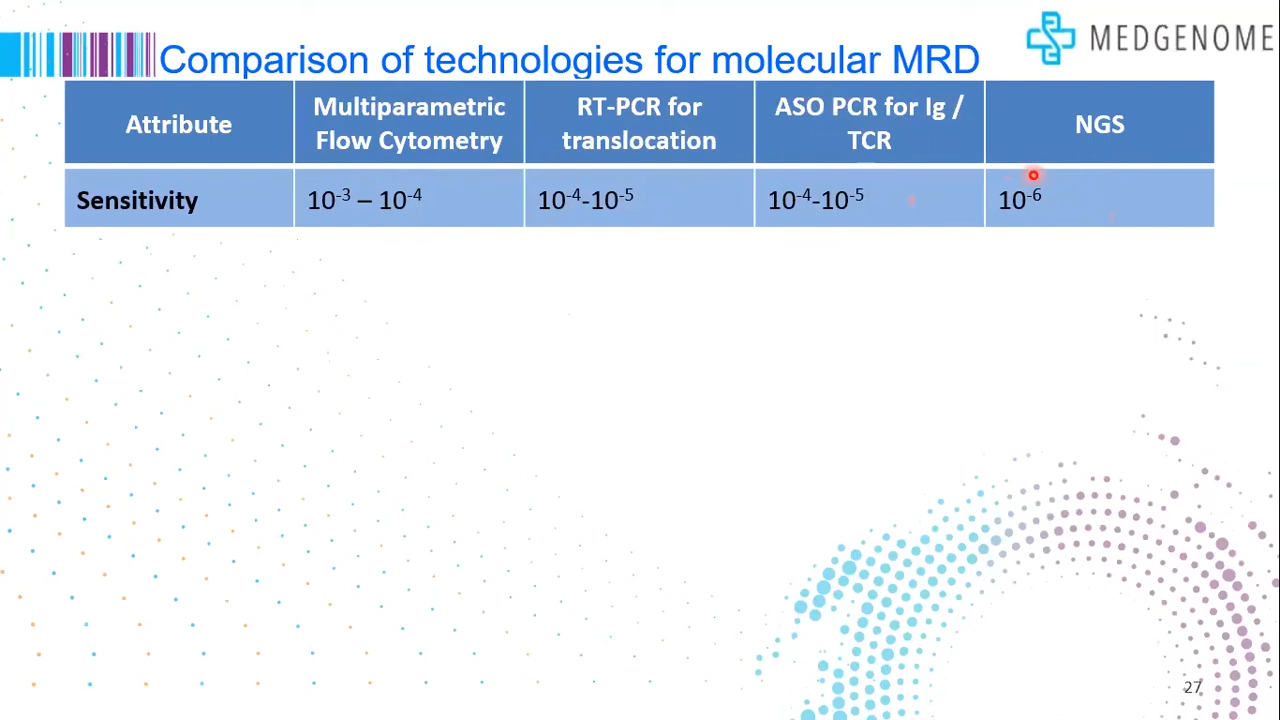 MEDGENOME
Comparison of technologies for molecular MRD
Attribute
Multiparametric
Flow Cytometry
RT-PCR for
translocation
ASO PCR for Ig /
TCR
NGS
Sensitivity
10⁻³ – 10⁻⁴
10⁻⁴-10⁻⁵
10⁻⁴-10⁻⁵
10⁻⁶
27